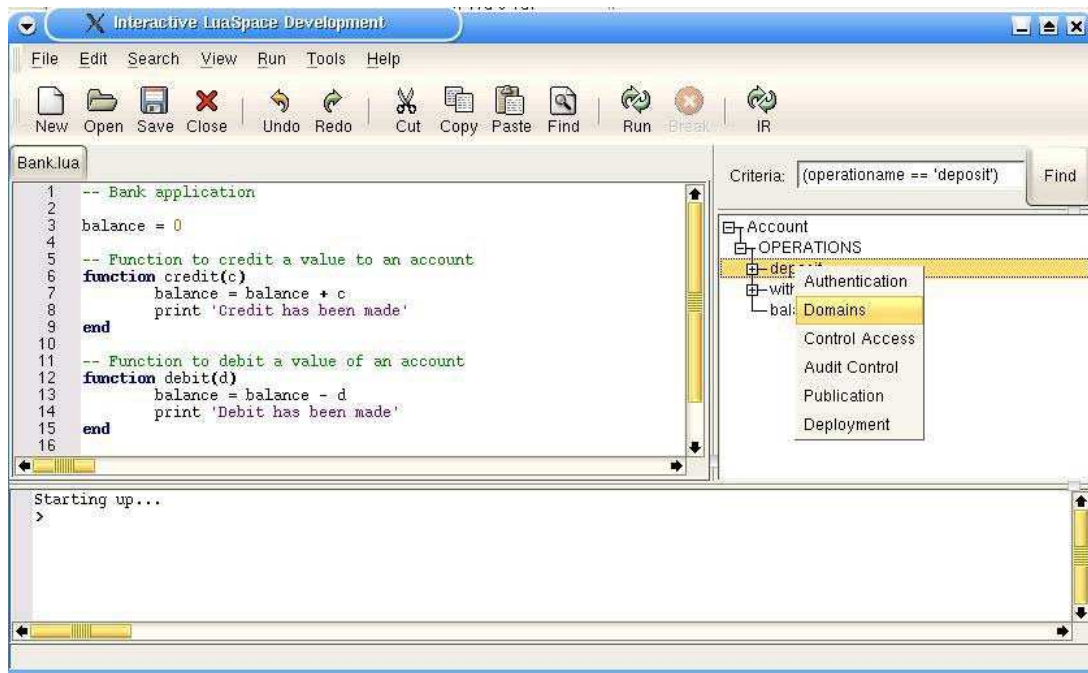 Interactive LuaSpace Development
File Edit Search View Run Tools Help
New Open Save Close Undo Redo Cut Copy Paste Find Run Break IR
Bank.lua
Criteria: (operationame == 'deposit') Find
1 -- Bank application
2
3 balance = 0
4
5 -- Function to credit a value to an account
6 function credit(c)
7 balance = balance + c
8 print 'Credit has been made'
9 end
10
11 -- Function to debit a value of an account
12 function debit(d)
13 balance = balance - d
14 print 'Debit has been made'
15 end
16
Account
OPERATIONS
Authentication
with
Domains
bal
Control Access
Audit Control
Publication
Deployment
Starting up...
>